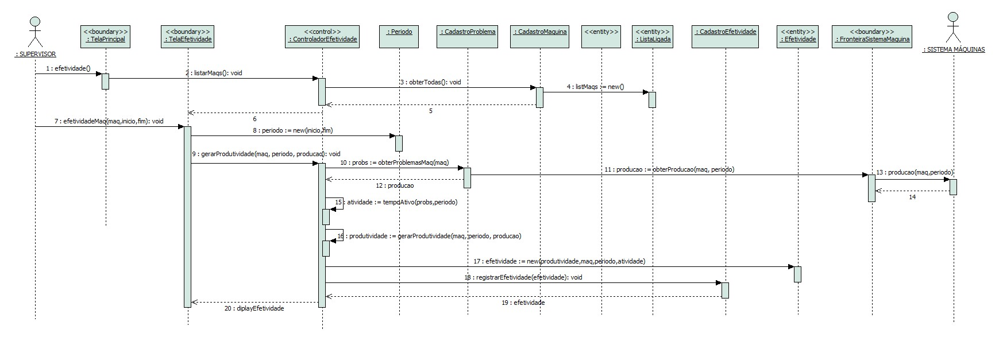 <<boundary>>
: TelaPrincipal
<<boundary>>
: TelaEfetividade
<<control>>
: ControladorEfetividade
: Periodo
: CadastroProblema
: CadastroMaquina
<<entity>>
<<entity>>
: ListaLigada
: CadastroEfetividade
<<entity>>
: Efetividade
<<boundary>>
: FronteiraSistemaMaquina
: SUPERVISOR
: SISTEMA MÁQUINAS
1 : efetividade()
2 : listarMaqs(): void
3 : obterTodas(): void
4 : listMaqs := new()
5
6
7 : efetividadeMaq(maq,inicio,fim): void
8 : periodo := new(inicio,fim)
9 : gerarProdutividade(maq, periodo, producao): void
10 : probs := obterProblemasMaq(maq)
11 : producao := obterProducao(maq, periodo)
13 : producao(maq,periodo)
12 : producao
14
15 : atividade := tempoAtivo(probs,periodo)
16 : produtividade := gerarProdutividade(maq, periodo, producao)
17 : efetividade := new(produtividade,maq,periodo,atividade)
18 : registrarEfetividade(efetividade): void
19 : efetividade
20 : diplayEfetividade